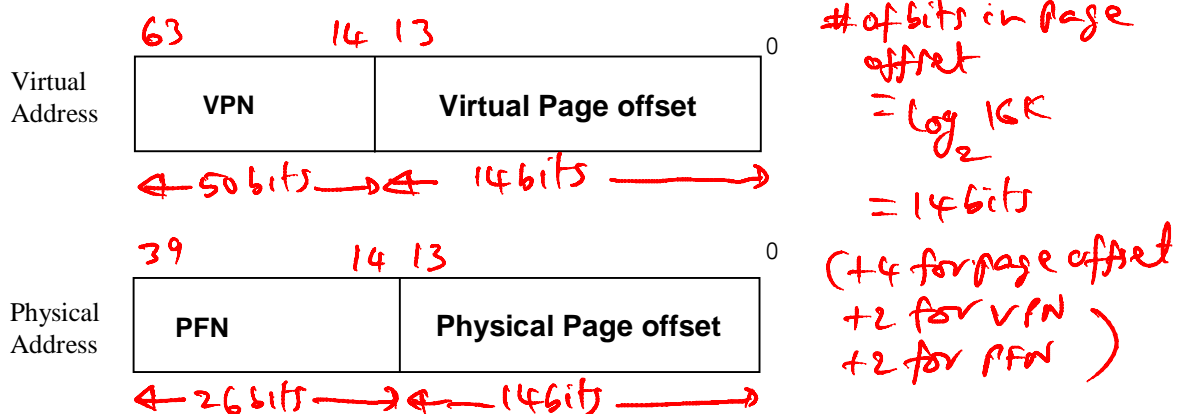 63 14 13 0
Virtual
Address
VPN
Virtual Page offset
50 bits 14 bits
39 14 13 0
Physical
Address
PFN
Physical Page offset
26 bits 14 bits
# of bits in page
offset
= log2 16K
= 14 bits
(+4 for page offset
+2 for VPN
+2 for PFN)